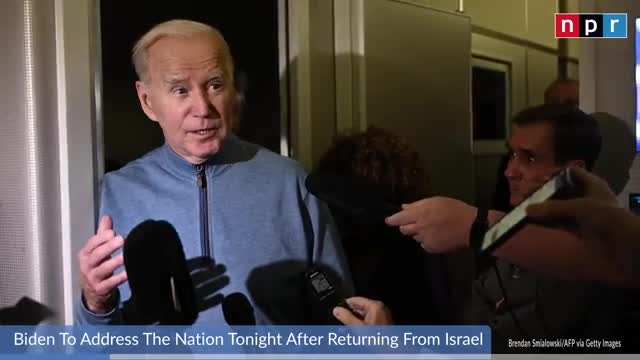 npr
Biden To Address The Nation Tonight After Returning From Israel
Brendan Smialowski/AFP via Getty Images